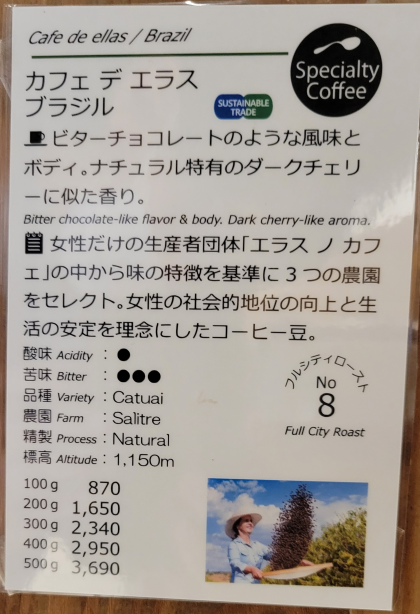 Cafe de ellas / Brazil
Specialty
Coffee
カフェ デ エラス
ブラジル
SUSTAINABLE
TRADE
ビターチョコレートのような風味と
ボディ。ナチュラル特有のダークチェリ
ーに似た香り。
Bitter chocolate-like flavor & body. Dark cherry-like aroma.
女性だけの生産者団体「エラス ノ カフ
ェ」の中から味の特徴を基準に 3 つの農園
をセレクト。女性の社会的地位の向上と生
活の安定を理念にしたコーヒー豆。
酸味 Acidity : ●
苦味 Bitter : ●●●
品種 Variety : Catuai
農園 Farm : Salitre
精製 Process : Natural
標高 Altitude : 1,150m
フルシティロースト
No
8
Full City Roast
100g 870
200g 1,650
300g 2,340
400g 2,950
500g 3,690